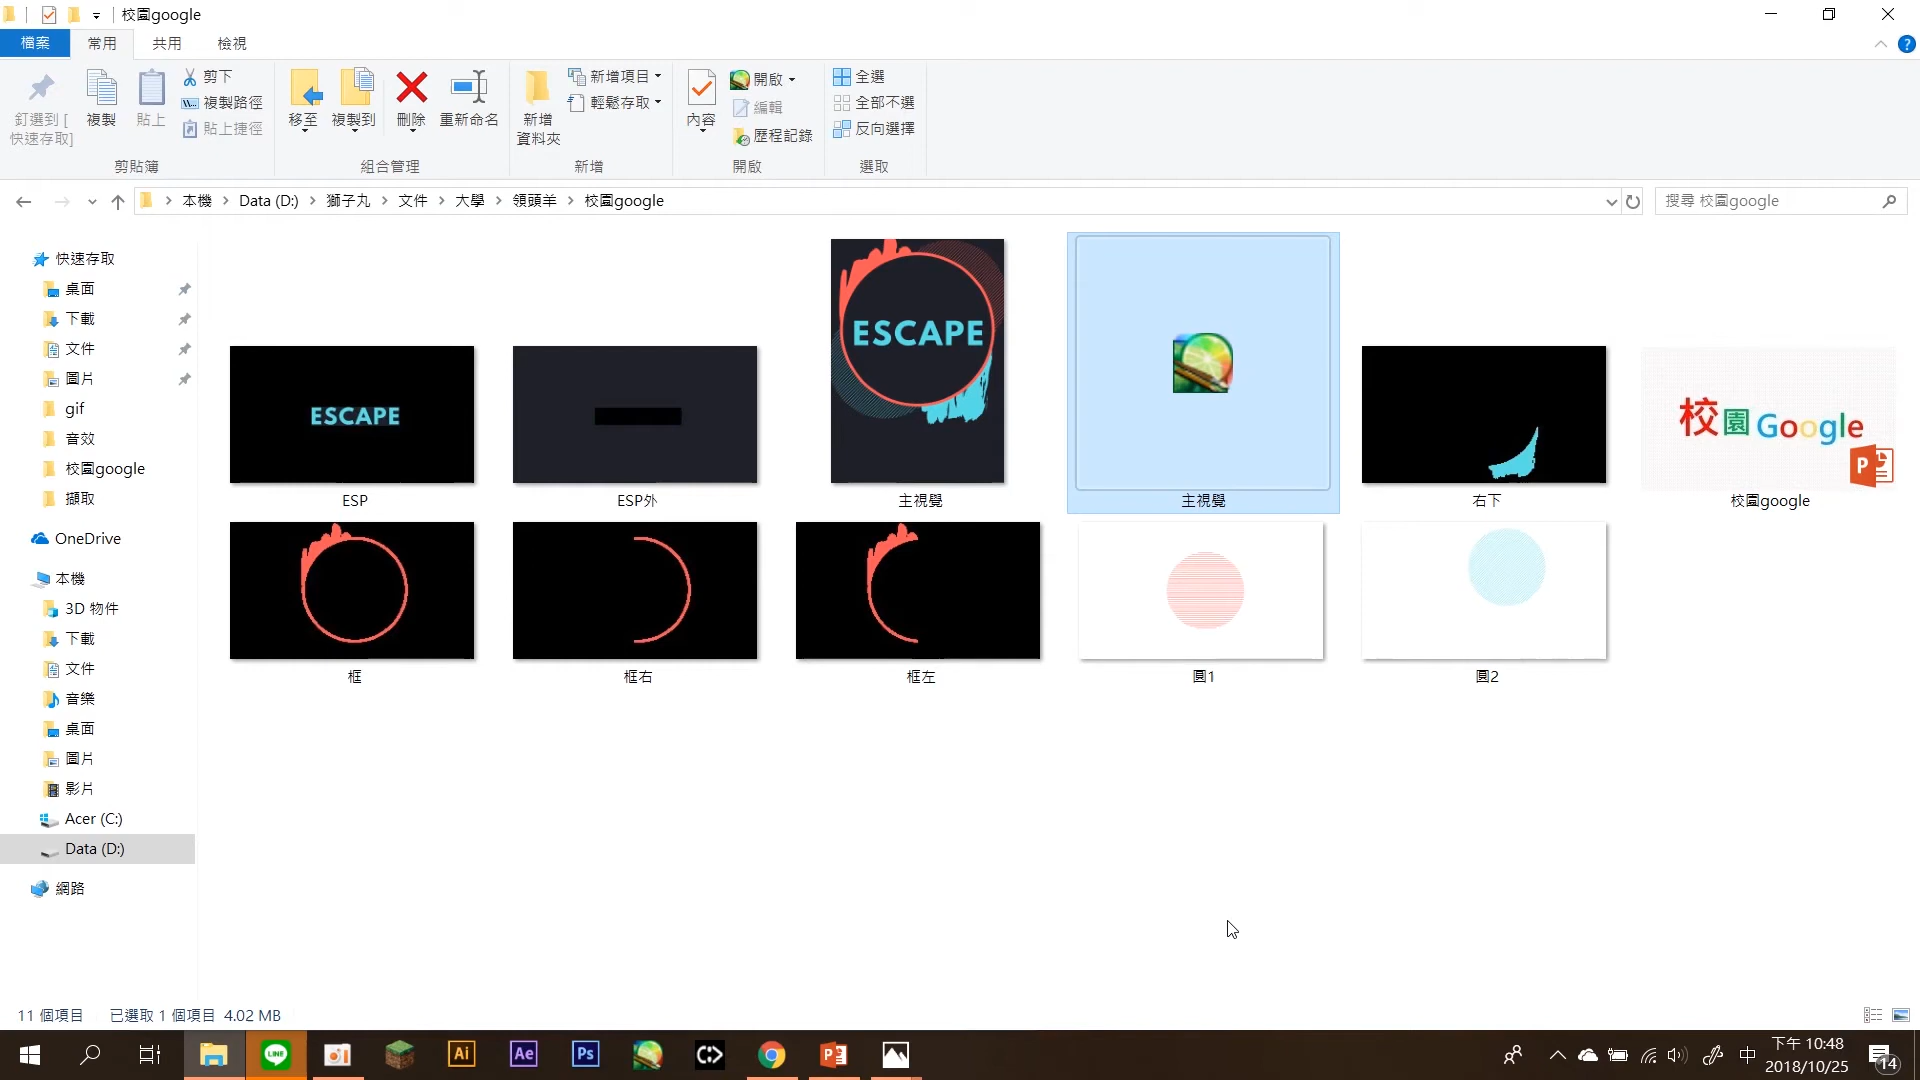 校園google
檔案
常用
共用
檢視
釘選到 [
快速存取]
複製
貼上
剪下
複製路徑
貼上捷徑
剪貼簿
移至
複製到
刪除
重新命名
組合管理
新增
資料夾
新增項目
輕鬆存取
新增
內容
開啟
編輯
歷程記錄
開啟
全選
全部不選
反向選擇
選取
本機 > Data (D:) > 獅子丸 > 文件 > 大學 > 領頭羊 > 校園google
搜尋 校園google
快速存取
桌面
下載
文件
圖片
gif
音效
校園google
擷取
OneDrive
本機
3D 物件
下載
文件
音樂
桌面
圖片
影片
Acer (C:)
Data (D:)
網路
ESCAPE
ESP
ESP外
ESCAPE
主視覺
主視覺
右下
校園Google
校園google
框
框右
框左
圓1
圓2
11 個項目
已選取 1 個項目 4.02 MB
LINE
Ai
Ae
Ps
中
下午 10:48
2018/10/25
14